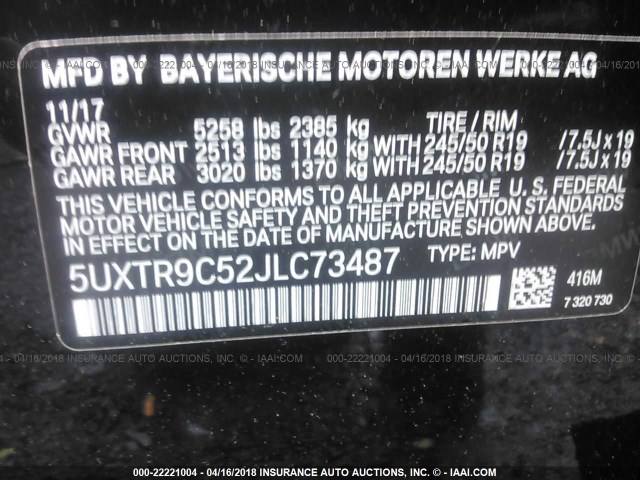 MFD BY BAYERISCHE MOTOREN WERKE AG
11/17 TIRE / RIM
GVWR 5258 lbs 2385 kg
GAWR FRONT 2513 lbs 1140 kg WITH 245/50 R19 /7.5J x 19
GAWR REAR 3020 lbs 1370 kg WITH 245/50 R19 /7.5J x 19
THIS VEHICLE CONFORMS TO ALL APPLICABLE U. S. FEDERAL
MOTOR VEHICLE SAFETY AND THEFT PREVENTION STANDARDS
IN EFFECT ON THE DATE OF MANUFACTURE SHOWN ABOVE.
5UXTR9C52JLC73487 TYPE: MPV
416M
7 320 730
000-22221004 - 04/16/2018 INSURANCE AUTO AUCTIONS, INC. - © IAAI.COM